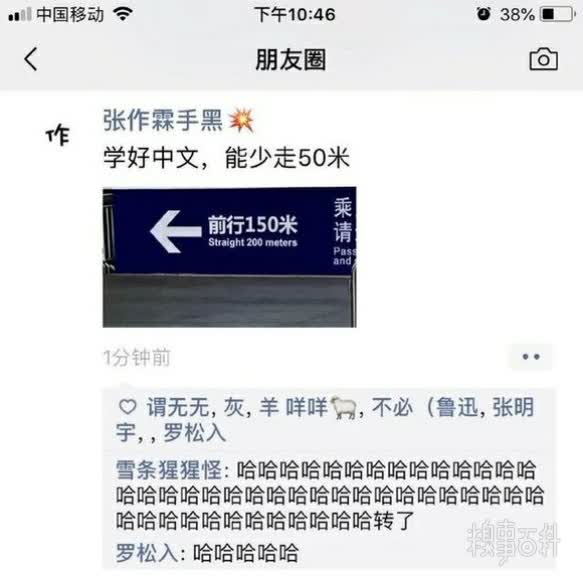 中国移动 下午10:46 38%
朋友圈
作
张作霖手黑
学好中文，能少走50米
前行150米
Straight 200 meters
乘
请
Pass
and
1分钟前
谓无无, 灰, 羊 咩咩, 不必（鲁迅, 张明
宇, , 罗松入
雪条猩猩怪: 哈哈哈哈哈哈哈哈哈哈哈哈哈哈
哈哈哈哈哈哈哈哈哈哈哈哈哈哈哈哈哈哈哈哈
哈哈哈哈哈哈哈哈哈哈哈哈转了
罗松入: 哈哈哈哈哈
糗事百科